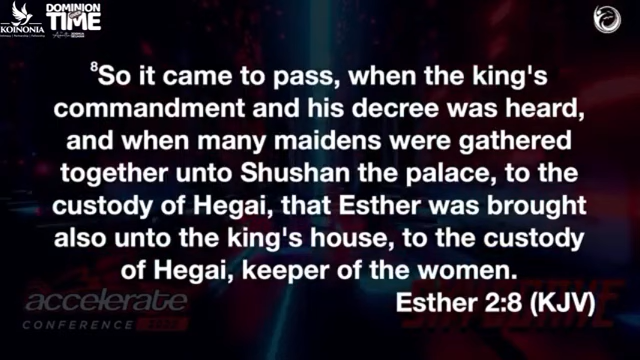 KOINONIA
DOMINION
TIME
⁸So it came to pass, when the king's
commandment and his decree was heard,
and when many maidens were gathered
together unto Shushan the palace, to the
custody of Hegai, that Esther was brought
also unto the king's house, to the custody
of Hegai, keeper of the women.
Esther 2:8 (KJV)
accelerate
CONFERENCE